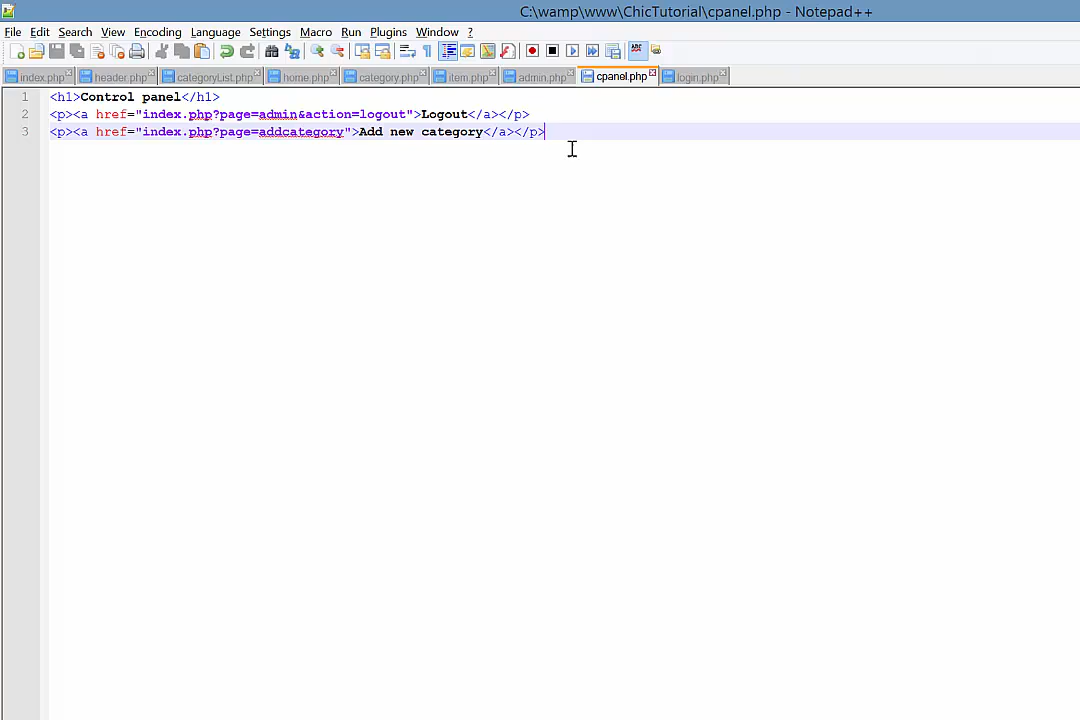 C:\wamp\www\ChicTutorial\cpanel.php - Notepad++
File Edit Search View Encoding Language Settings Macro Run Plugins Window ?
index.php header.php categoryList.php home.php category.php item.php admin.php cpanel.php login.php
1 <h1>Control panel</h1>
2 <p><a href="index.php?page=admin&action=logout">Logout</a></p>
3 <p><a href="index.php?page=addcategory">Add new category</a></p>